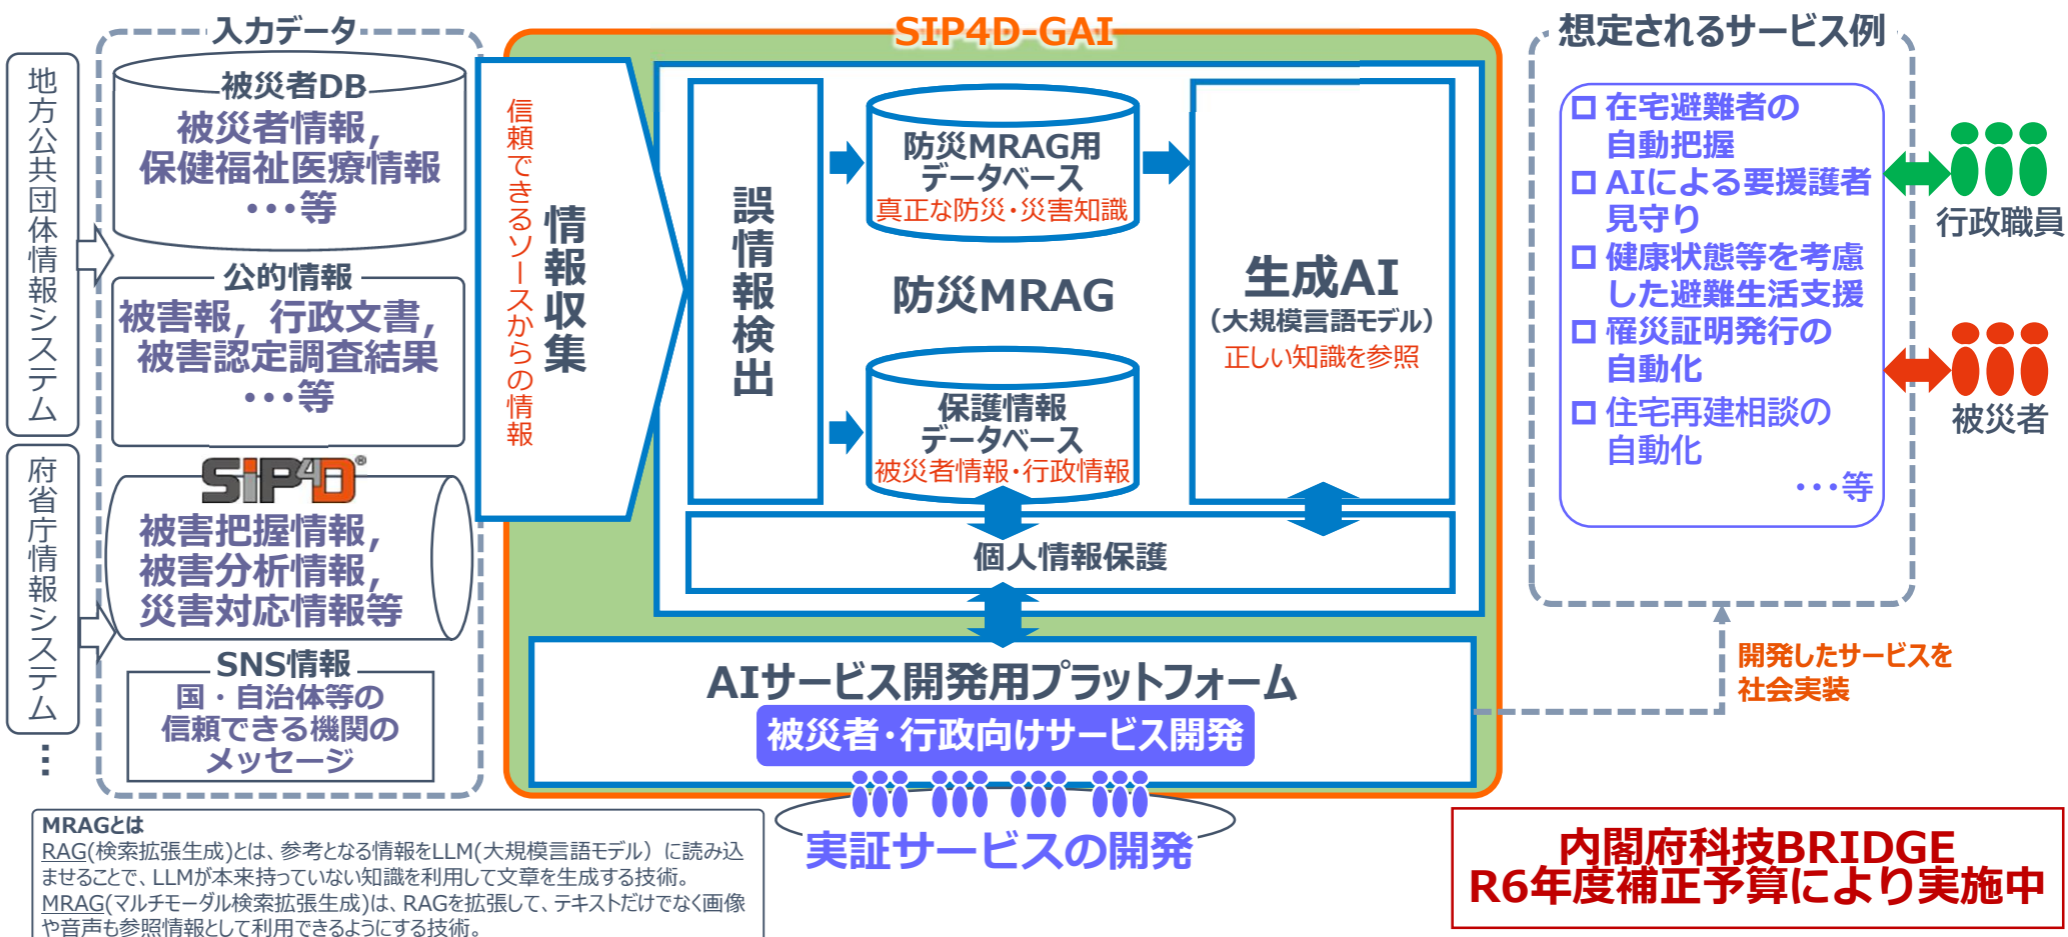 入力データ
地方公共団体情報システム
府省庁情報システム
⋮
被災者DB
被災者情報,
保健福祉医療情報
・・・等
公的情報
被害報，行政文書,
被害認定調査結果
・・・等
SiP4D®
被害把握情報,
被害分析情報,
災害対応情報等
SNS情報
国・自治体等の
信頼できる機関の
メッセージ
SIP4D-GAI
信頼できるソースからの情報
情報収集
誤情報検出
防災MRAG用
データベース
真正な防災・災害知識
防災MRAG
保護情報
データベース
被災者情報・行政情報
生成AI
（大規模言語モデル）
正しい知識を参照
個人情報保護
AIサービス開発用プラットフォーム
被災者・行政向けサービス開発
実証サービスの開発
想定されるサービス例
□ 在宅避難者の
自動把握
□ AIによる要援護者
見守り
□ 健康状態等を考慮
した避難生活支援
□ 罹災証明発行の
自動化
□ 住宅再建相談の
自動化
・・・等
行政職員
被災者
開発したサービスを
社会実装
MRAGとは
RAG(検索拡張生成)とは、参考となる情報をLLM(大規模言語モデル）に読み込
ませることで、LLMが本来持っていない知識を利用して文章を生成する技術。
MRAG(マルチモーダル検索拡張生成)は、RAGを拡張して、テキストだけでなく画像
や音声も参照情報として利用できるようにする技術。
内閣府科技BRIDGE
R6年度補正予算により実施中